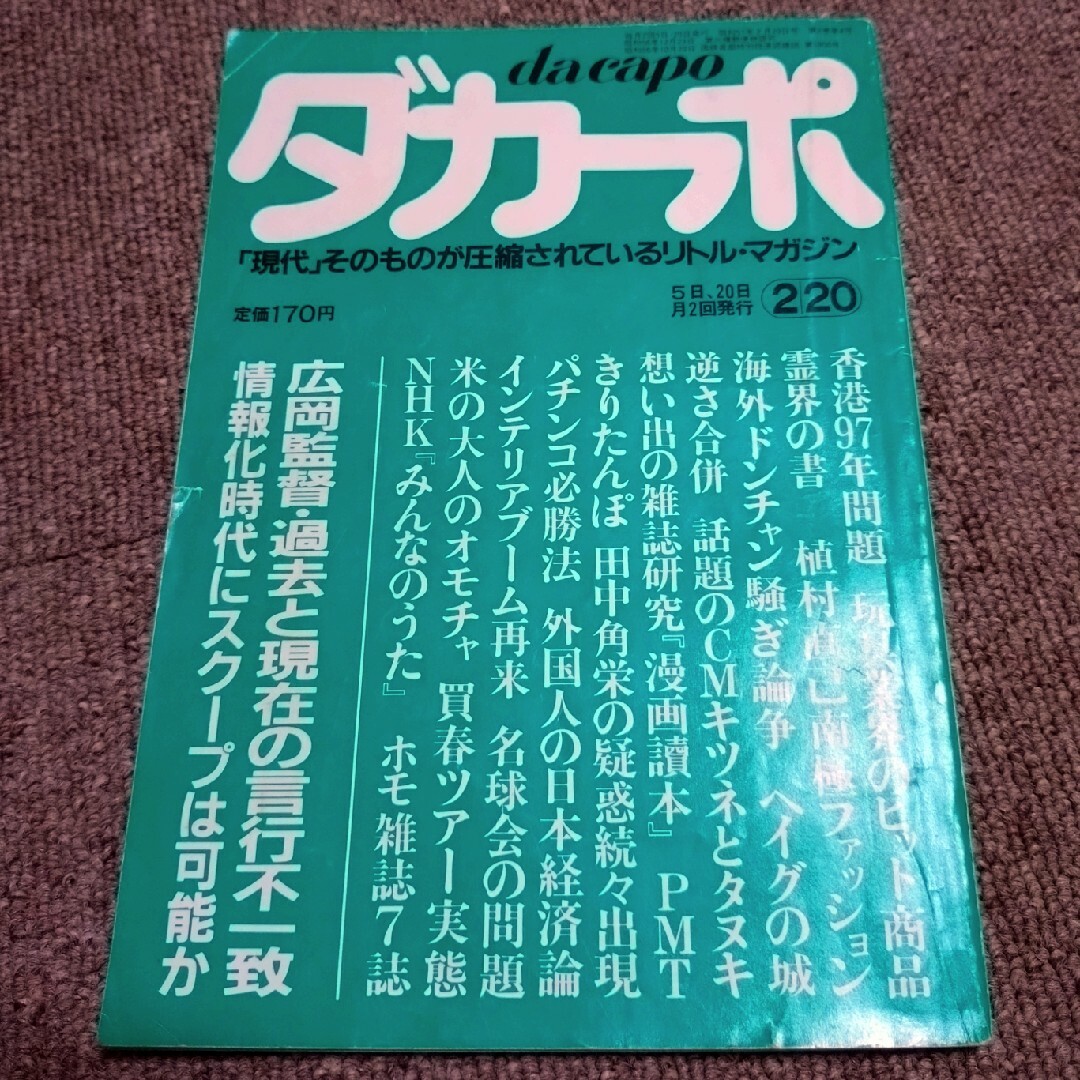 da capo
ダカーポ
「現代」そのものが圧縮されているリトル・マガジン
定価170円
5日、20日
月2回発行
2/20
香港97年問題 玩具業界のヒット商品
霊界の書 植村直己南極ファッション
海外ドンチャン騒ぎ論争 ヘイグの城
逆さ合併 話題のCMキツネとタヌキ
想い出の雑誌研究『漫画讀本』 PMT
きりたんぽ 田中角栄の疑惑続々出現
パチンコ必勝法 外国人の日本経済論
インテリアブーム再来 名球会の問題
米の大人のオモチャ 買春ツアー実態
NHK『みんなのうた』 ホモ雑誌7誌
広岡監督・過去と現在の言行不一致
情報化時代にスクープは可能か